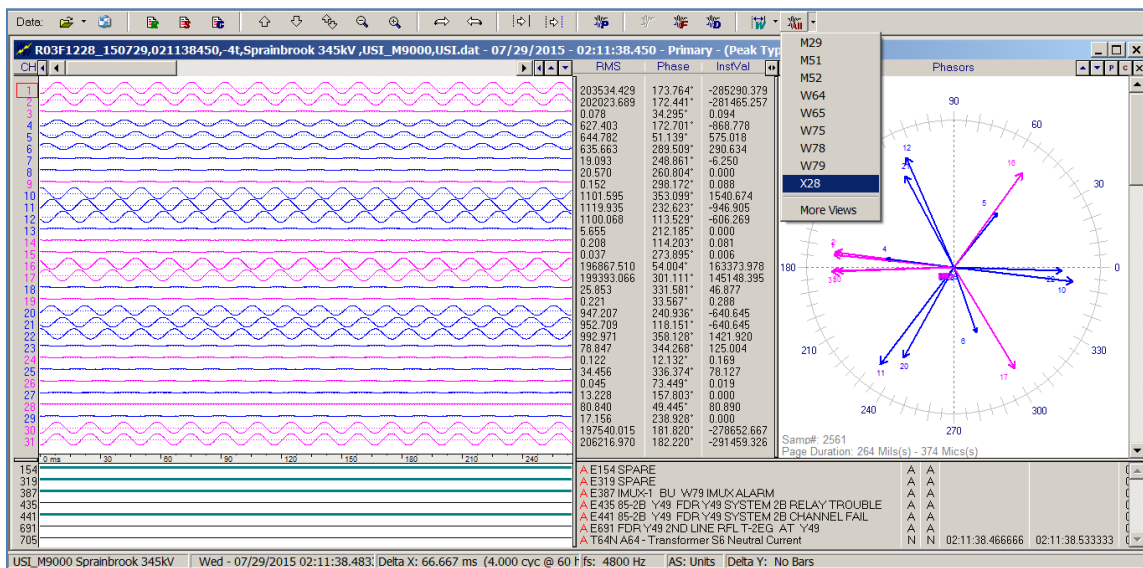 Data:
R03F1228_150729,021138450,-4t,Sprainbrook 345kV ,USI_M9000,USI.dat - 07/29/2015 - 02:11:38.450 - Primary - (Peak Typ
M29
M51
M52
W64
W65
W75
W78
W79
X28
More Views
CH RMS Phase InstVal Phasors
1 203534.429 173.764° -285290.379
2 202023.689 172.441° -281465.257
3 0.078 34.295° 0.094
4 627.403 172.701° -868.778
5 644.782 51.139° 575.018
6 635.663 289.509° 290.634
7 19.093 248.861° -6.250
8 20.570 260.804° 0.000
9 0.152 298.172° 0.088
10 1101.595 353.099° 1540.674
11 1119.935 232.623° -946.905
12 1100.068 113.529° -606.269
13 5.655 212.185° 0.000
14 0.208 114.203° 0.081
15 0.037 273.895° 0.006
16 196867.510 54.004° 163373.978
17 199393.066 301.111° 145148.395
18 25.853 331.581° 46.877
19 0.221 33.567° 0.288
20 947.207 240.936° -640.645
21 952.709 118.151° -640.645
22 992.971 358.128° 1421.920
23 78.847 344.268° 125.004
24 0.122 12.132° 0.169
25 34.456 336.374° 78.127
26 0.045 73.449° 0.019
27 13.228 157.803° 0.000
28 80.840 49.445° 80.890
29 17.156 238.928° 0.000
30 197540.015 181.820° -278652.667
31 206216.970 182.220° -291459.326
0 ms 30 60 90 120 150 180 210 240
90
60
30
0
330
300
270
240
210
180
12
16
5
4
22
10
6
11
20
17
Samp#: 2561
Page Duration: 264 Mils(s) - 374 Mics(s)
154 A E154 SPARE A A
319 A E319 SPARE A A
387 A E387 IMUX-1 BU W79 IMUX ALARM A A
435 A E435 85-2B Y49 FDR Y49 SYSTEM 2B RELAY TROUBLE A A
441 A E441 85-2B Y49 FDR Y49 SYSTEM 2B CHANNEL FAIL A A
691 A E691 FDR Y49 2ND LINE RFL T-2EG AT Y49 A A
705 A T64N A64 - Transformer S6 Neutral Current N N 02:11:38.466666 02:11:38.533333
USI_M9000 Sprainbrook 345kV Wed - 07/29/2015 02:11:38.483 Delta X: 66.667 ms (4.000 cyc @ 60 h fs: 4800 Hz AS: Units Delta Y: No Bars